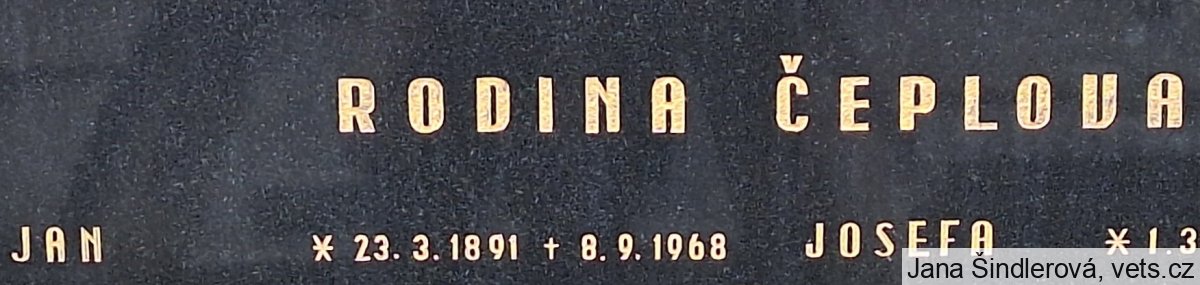 RODINA ČEPLOVA
JAN * 23.3.1891 + 8.9.1968 JOSEFA * 1.3
Jana Šindlerová, vets.cz